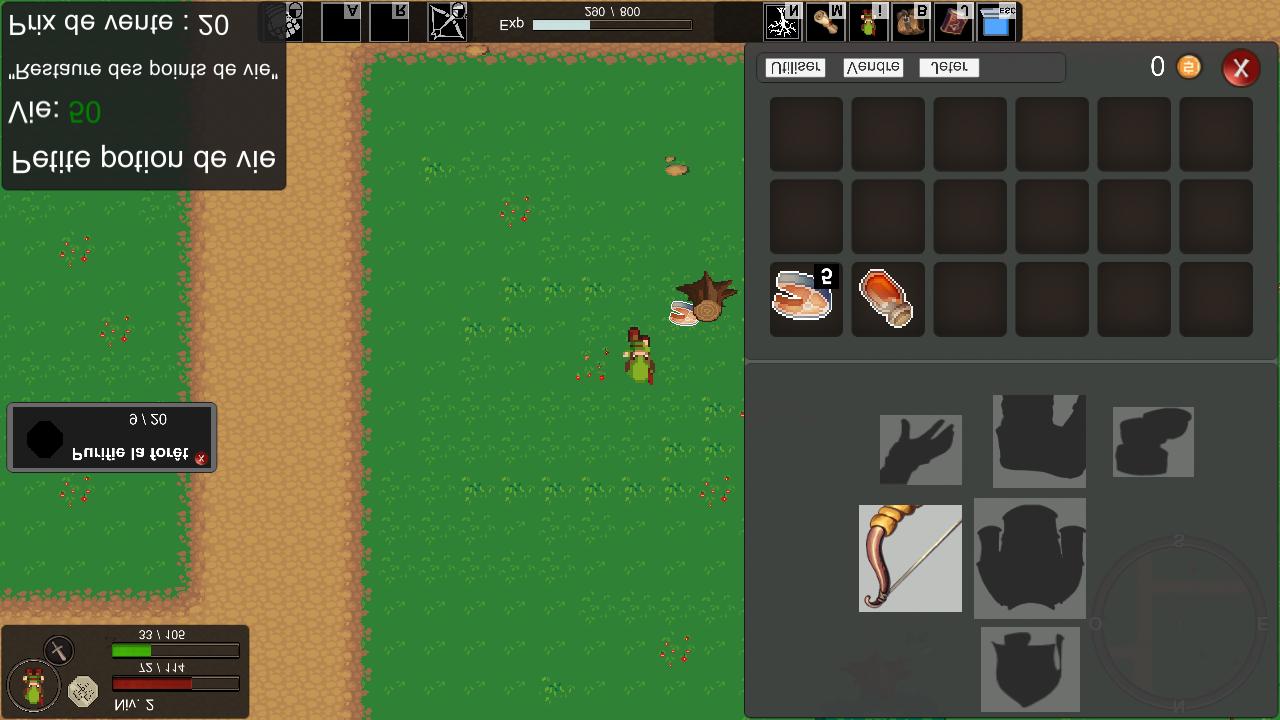 Niv. 2
72 / 114
33 / 105
N
O
E
S
Purifie la forêt
X
9 / 20
5
Petite potion de vie
Vie: 50
"Restaure des points de vie"
Prix de vente : 20
Utiliser
Vendre
Jeter
0
X
A
R
Exp
290 / 800
N
M
I
B
J
ESC